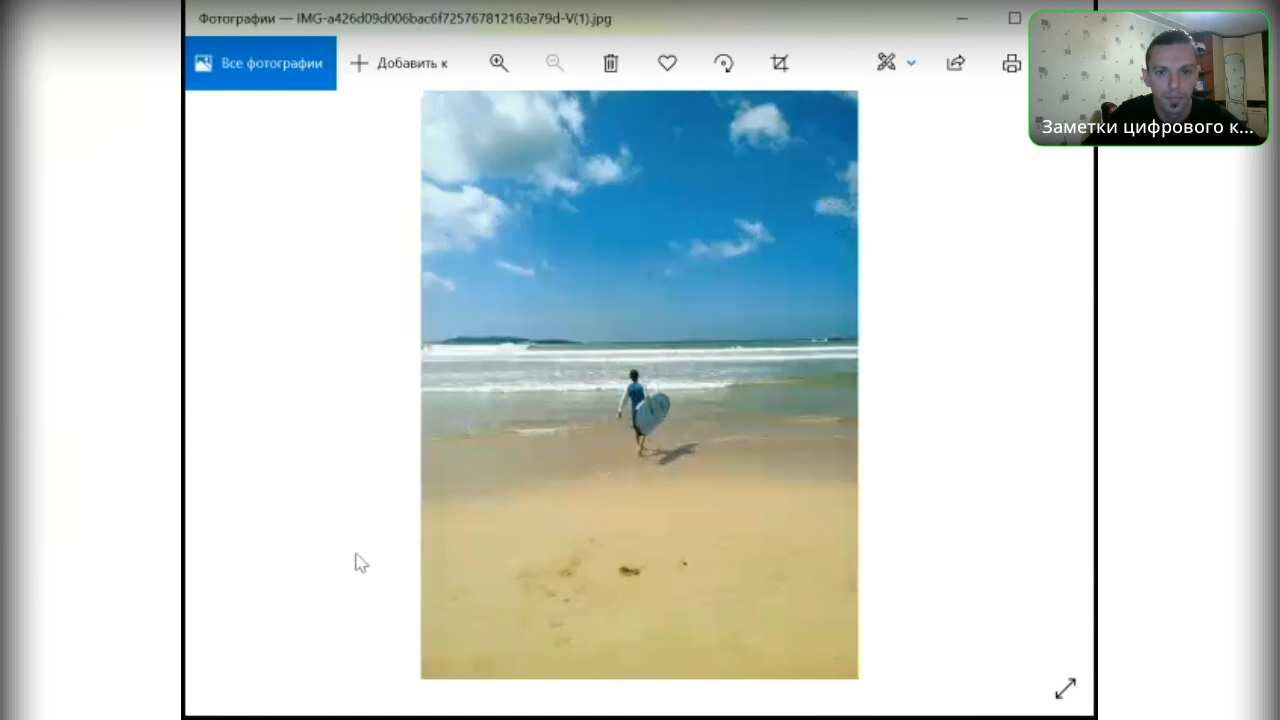 Фотографии — IMG-a426d09d006bac6f725767812163e79d-V(1).jpg
Все фотографии
Добавить к
Заметки цифрового к...